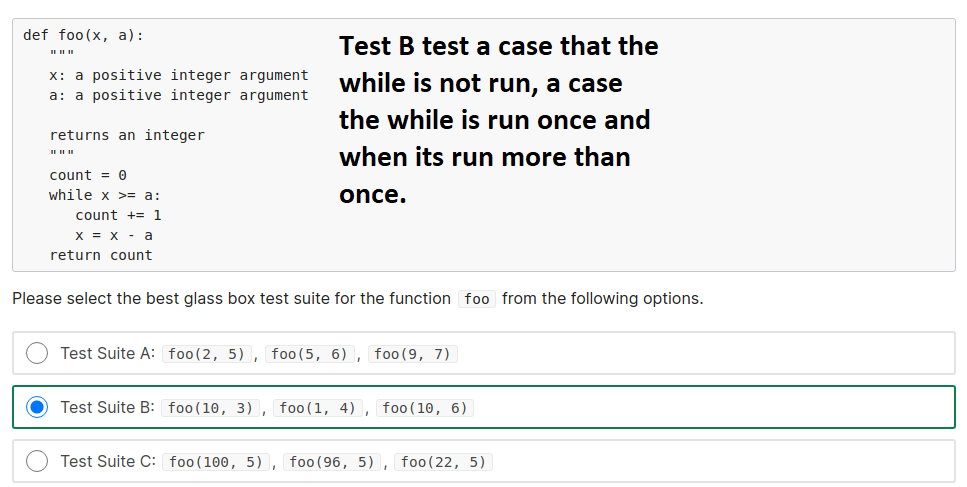 def foo(x, a):
   """
   x: a positive integer argument
   a: a positive integer argument

   returns an integer
   """
   count = 0
   while x >= a:
      count += 1
      x = x - a
   return count
Test B test a case that the
while is not run, a case
the while is run once and
when its run more than
once.
Please select the best glass box test suite for the function foo from the following options.
Test Suite A: foo(2, 5) , foo(5, 6) , foo(9, 7)
Test Suite B: foo(10, 3) , foo(1, 4) , foo(10, 6)
Test Suite C: foo(100, 5) , foo(96, 5) , foo(22, 5)